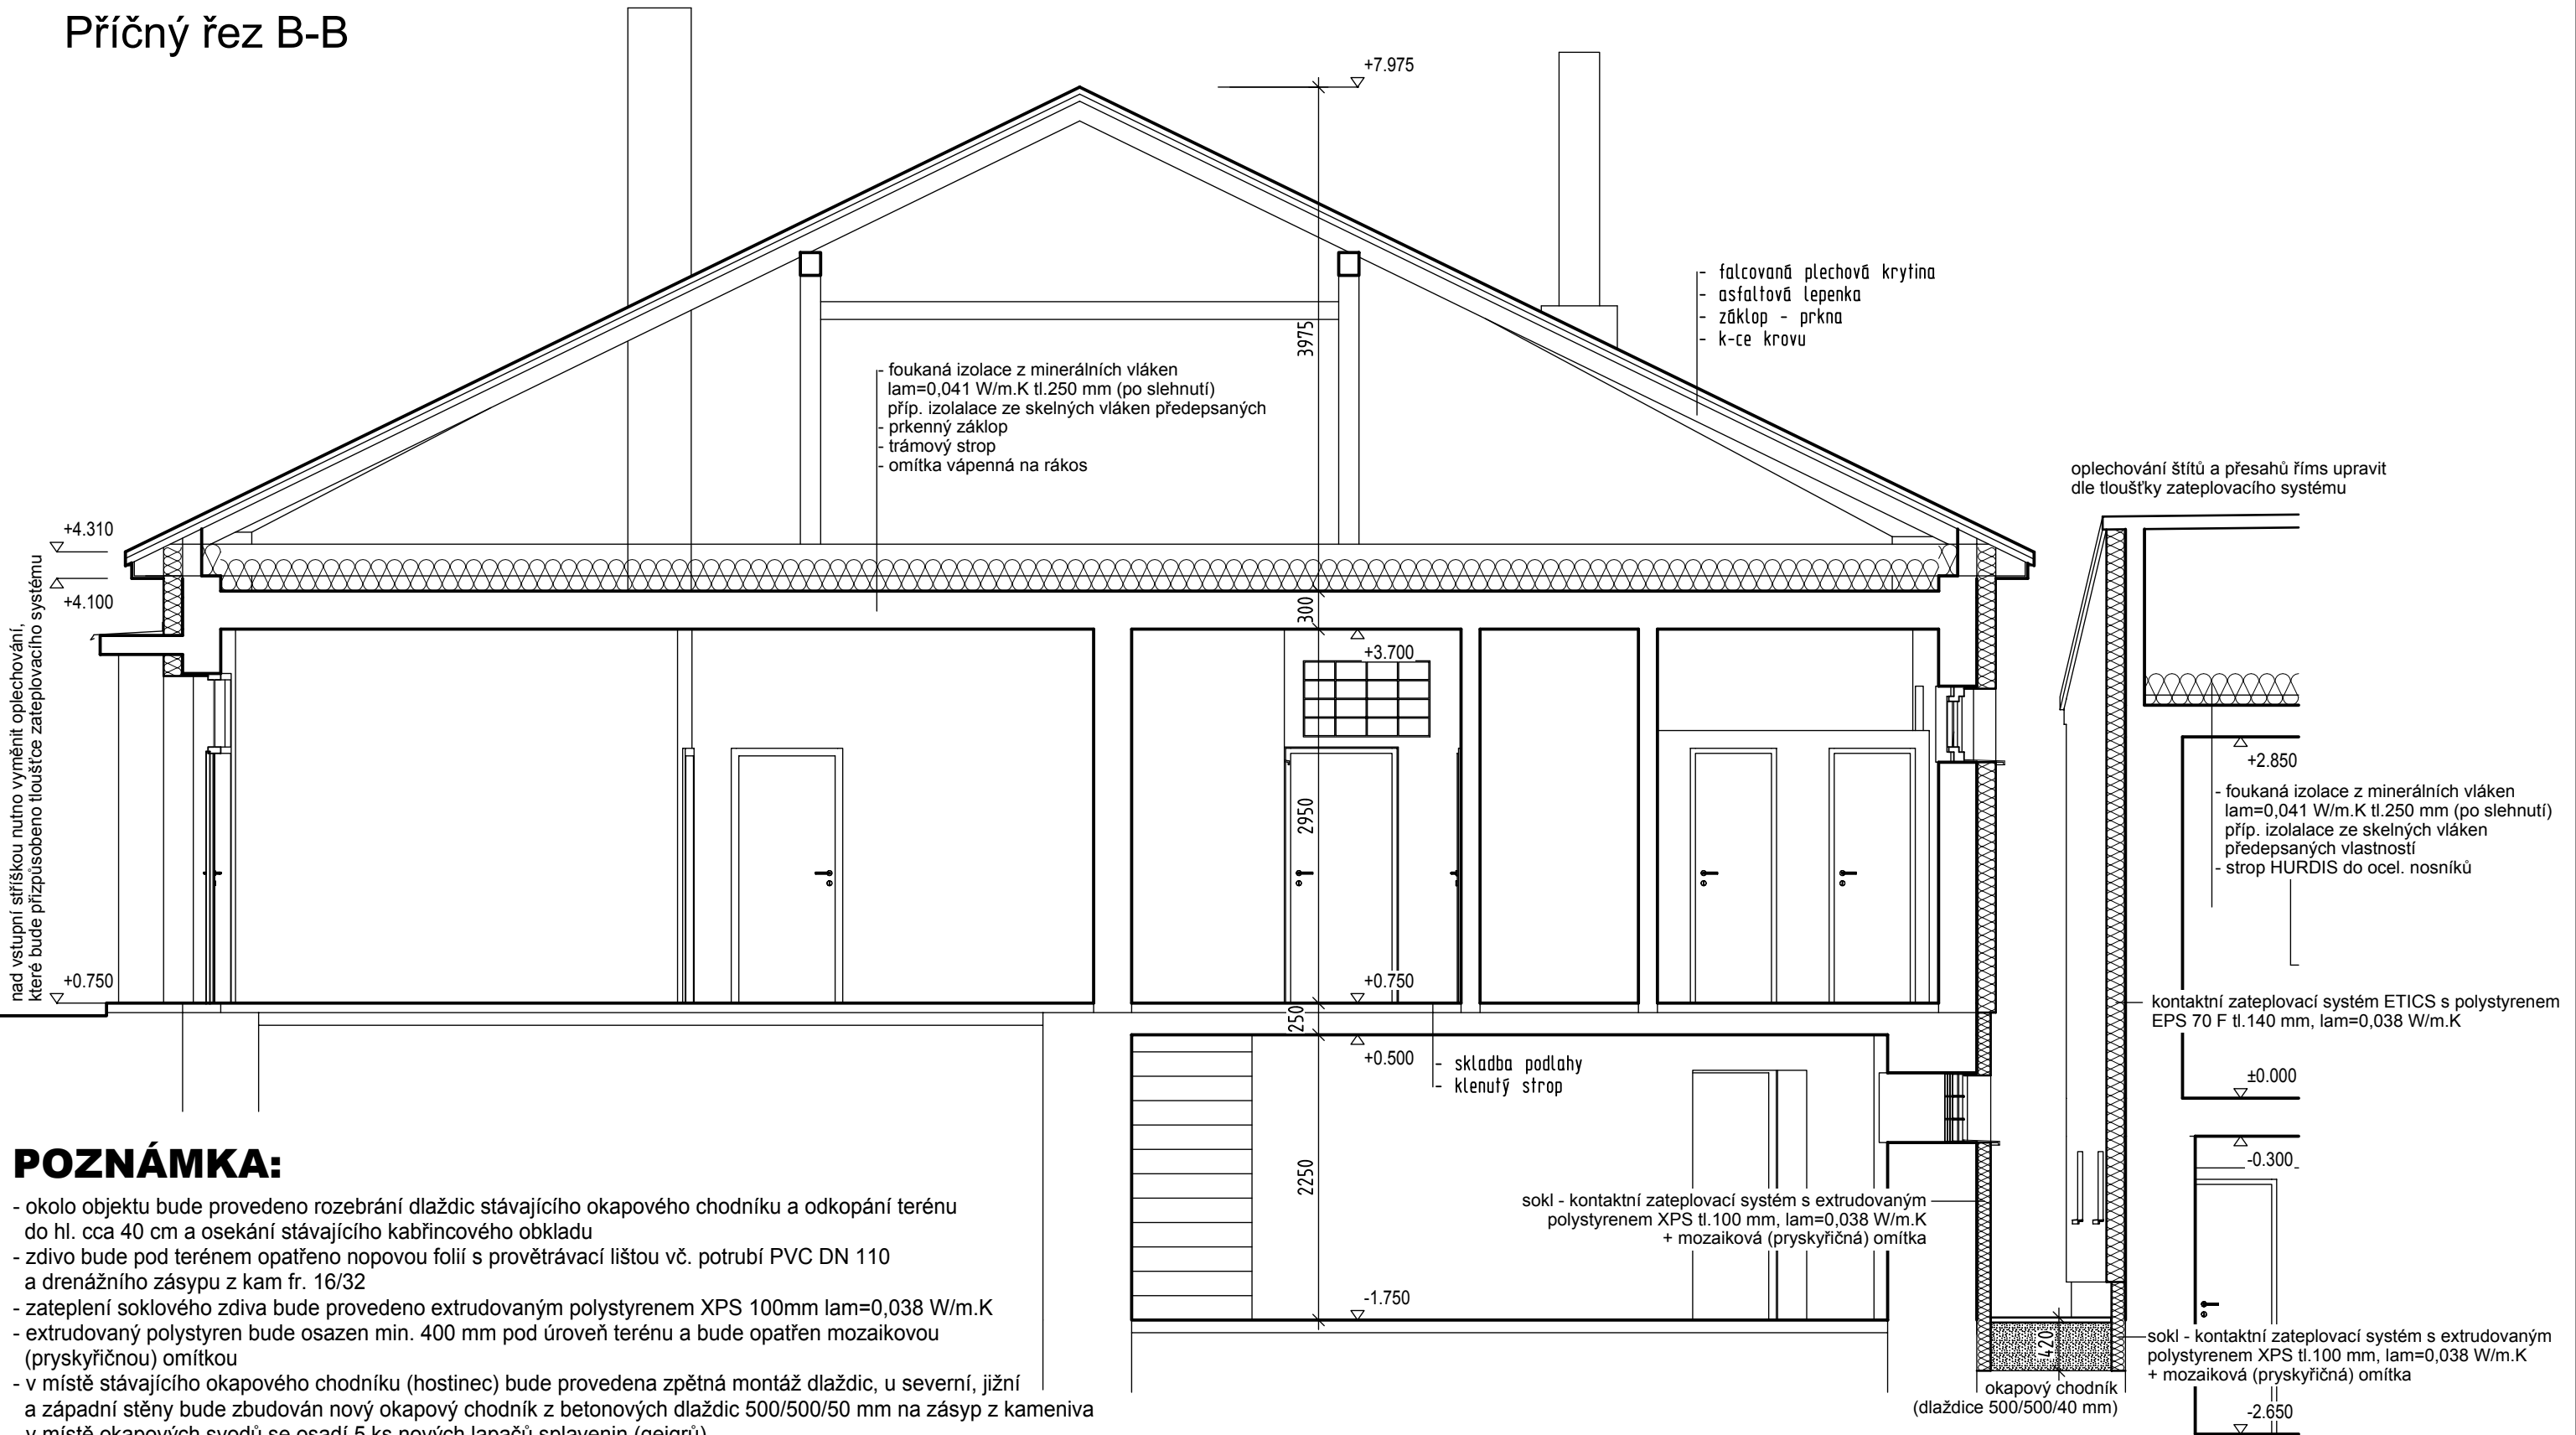 Příčný řez B-B
+7.975
- falcovaná plechová krytina
- asfaltová lepenka
- záklop - prkna
- k-ce krovu
3975
- foukaná izolace z minerálních vláken
lam=0,041 W/m.K tl.250 mm (po slehnutí)
příp. izolalace ze skelných vláken předepsaných
- prkenný záklop
- trámový strop
- omítka vápenná na rákos
oplechování štítů a přesahů říms upravit
dle tloušťky zateplovacího systému
+4.310
+4.100
nad vstupní stříškou nutno vyměnit oplechování,
které bude přizpůsobeno tloušťce zateplovacího systému
300
+3.700
2950
+2.850
- foukaná izolace z minerálních vláken
lam=0,041 W/m.K tl.250 mm (po slehnutí)
příp. izolalace ze skelných vláken
předepsaných vlastností
- strop HURDIS do ocel. nosníků
+0.750
+0.750
250
+0.500
- skladba podlahy
- klenutý strop
kontaktní zateplovací systém ETICS s polystyrenem
EPS 70 F tl.140 mm, lam=0,038 W/m.K
±0.000
-0.300
2250
sokl - kontaktní zateplovací systém s extrudovaným
polystyrenem XPS tl.100 mm, lam=0,038 W/m.K
+ mozaiková (pryskyřičná) omítka
-1.750
420
sokl - kontaktní zateplovací systém s extrudovaným
polystyrenem XPS tl.100 mm, lam=0,038 W/m.K
+ mozaiková (pryskyřičná) omítka
okapový chodník
(dlaždice 500/500/40 mm)
-2.650
POZNÁMKA:
- okolo objektu bude provedeno rozebrání dlaždic stávajícího okapového chodníku a odkopání terénu
do hl. cca 40 cm a osekání stávajícího kabřincového obkladu
- zdivo bude pod terénem opatřeno nopovou folií s provětrávací lištou vč. potrubí PVC DN 110
a drenážního zásypu z kam fr. 16/32
- zateplení soklového zdiva bude provedeno extrudovaným polystyrenem XPS 100mm lam=0,038 W/m.K
- extrudovaný polystyren bude osazen min. 400 mm pod úroveň terénu a bude opatřen mozaikovou
(pryskyřičnou) omítkou
- v místě stávajícího okapového chodníku (hostinec) bude provedena zpětná montáž dlaždic, u severní, jižní
a západní stěny bude zbudován nový okapový chodník z betonových dlaždic 500/500/50 mm na zásyp z kameniva
- v místě okapových svodů se osadí 5 ks nových lapačů splavenin (geigrů)